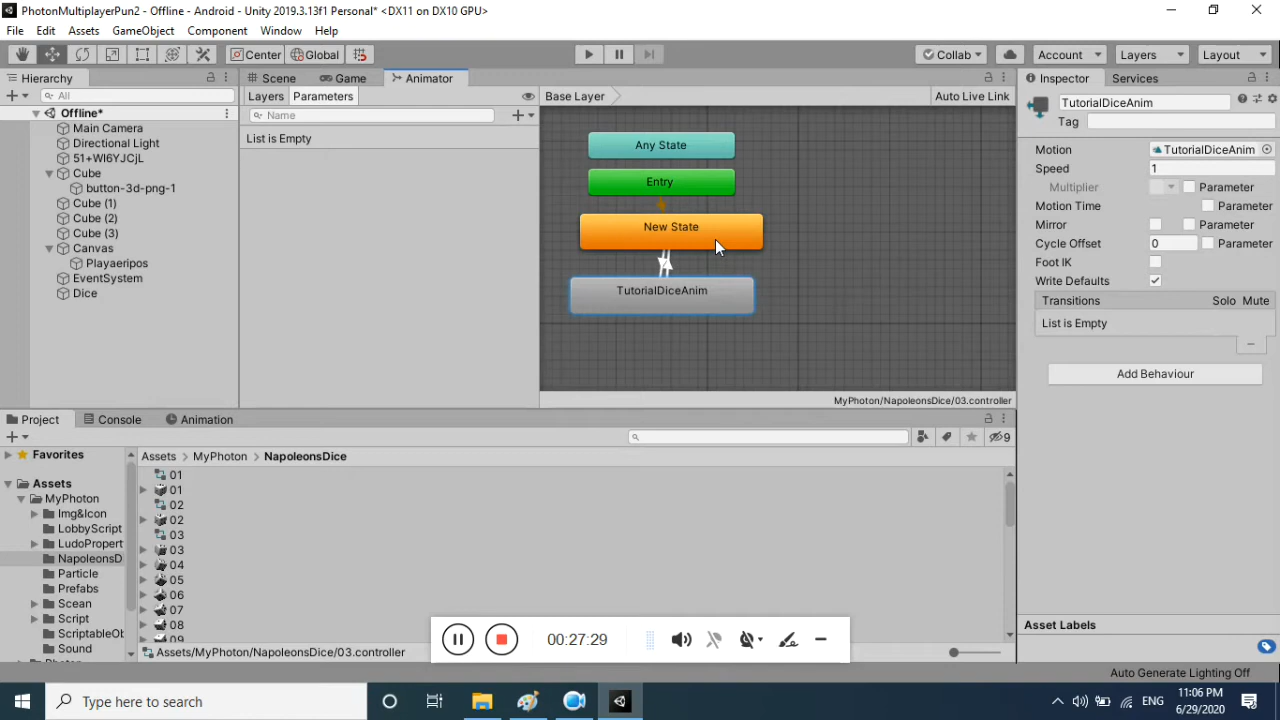 PhotonMultiplayerPun2 - Offline - Android - Unity 2019.3.13f1 Personal* <DX11 on DX10 GPU>
File Edit Assets GameObject Component Window Help
Center Global Collab Account Layers Layout
Hierarchy
All
Offline*
Main Camera
Directional Light
51+WI6YJCjL
Cube
button-3d-png-1
Cube (1)
Cube (2)
Cube (3)
Canvas
Playaeripos
EventSystem
Dice
Scene Game Animator
Layers Parameters
Name
List is Empty
Base Layer
Auto Live Link
Any State
Entry
New State
TutorialDiceAnim
MyPhoton/NapoleonsDice/03.controller
Inspector Services
TutorialDiceAnim
Tag
Motion TutorialDiceAnim
Speed 1
Multiplier Parameter
Motion Time Parameter
Mirror Parameter
Cycle Offset 0 Parameter
Foot IK
Write Defaults
Transitions Solo Mute
List is Empty
Add Behaviour
Asset Labels
Project Console Animation
9
Favorites
Assets
MyPhoton
Img&Icon
LobbyScript
LudoPropert
NapoleonsD
Particle
Prefabs
Scean
Script
ScriptableOb
Sound
Assets > MyPhoton > NapoleonsDice
01
01
02
02
03
03
04
05
06
07
08
09
Assets/MyPhoton/NapoleonsDice/03.controller
00:27:29
Auto Generate Lighting Off
Type here to search
ENG
11:06 PM
6/29/2020